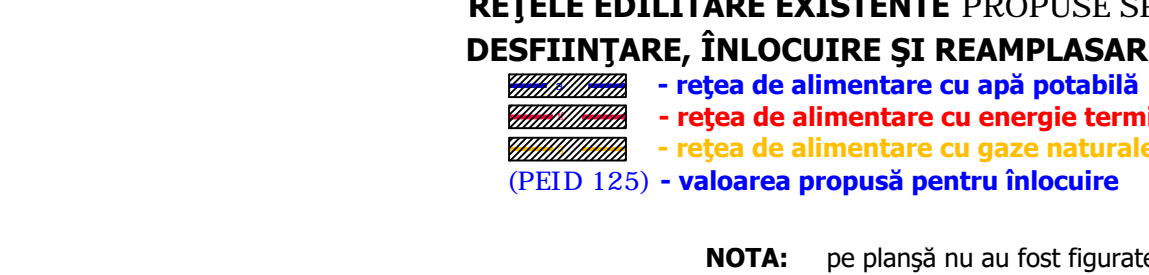 REŢELE EDILITARE EXISTENTE PROPUSE SP
DESFIINŢARE, ÎNLOCUIRE ŞI REAMPLASAR
- reţea de alimentare cu apă potabilă
- reţea de alimentare cu energie termi
- reţea de alimentare cu gaze naturale
(PEID 125) - valoarea propusă pentru înlocuire
NOTA: pe planşă nu au fost figurate